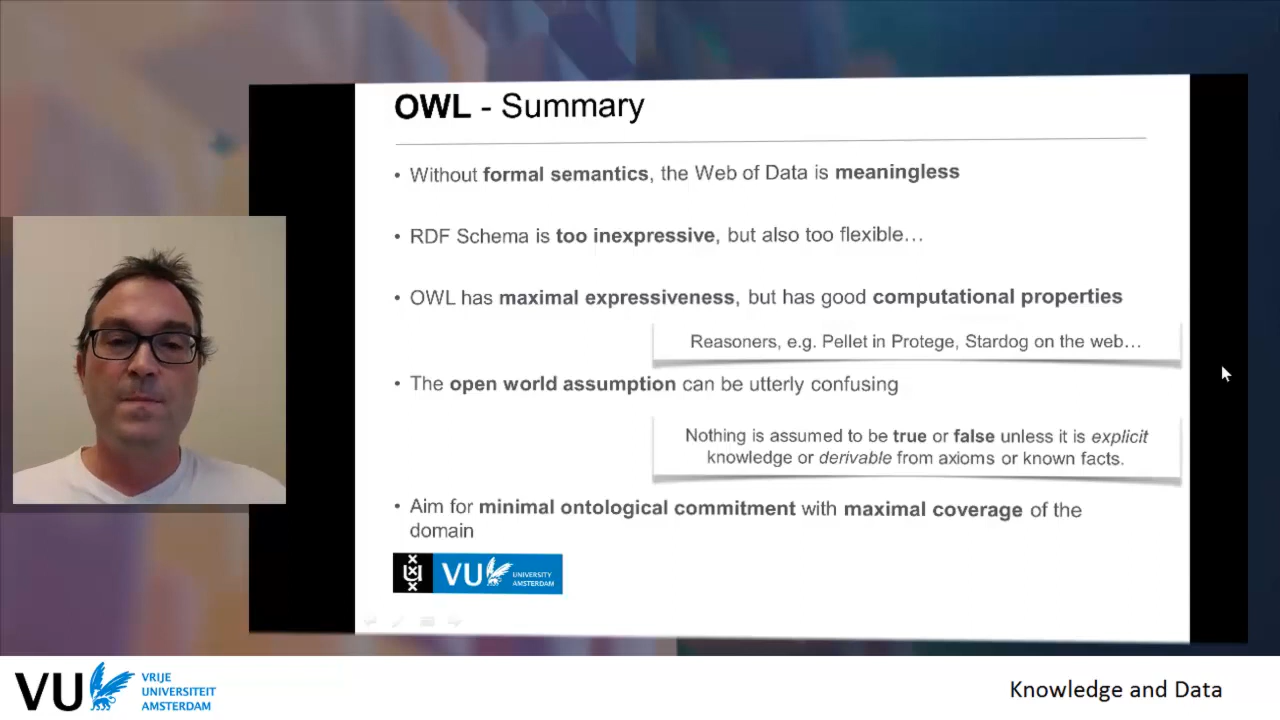 OWL - Summary
• Without formal semantics, the Web of Data is meaningless
• RDF Schema is too inexpressive, but also too flexible…
• OWL has maximal expressiveness, but has good computational properties
Reasoners, e.g. Pellet in Protege, Stardog on the web…
• The open world assumption can be utterly confusing
Nothing is assumed to be true or false unless it is explicit
knowledge or derivable from axioms or known facts.
• Aim for minimal ontological commitment with maximal coverage of the
domain
VU UNIVERSITY
AMSTERDAM
VU VRIJE
UNIVERSITEIT
AMSTERDAM
Knowledge and Data